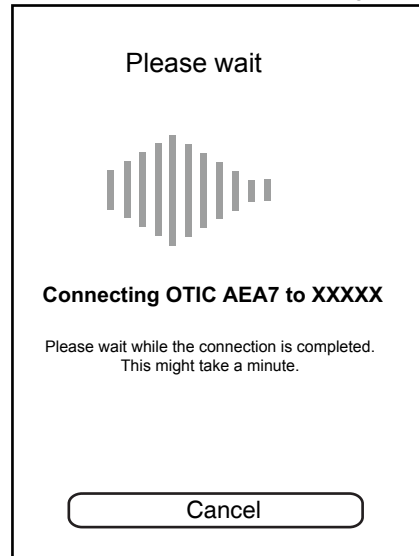 Please wait
Connecting OTIC AEA7 to XXXXX
Please wait while the connection is completed.
This might take a minute.
Cancel